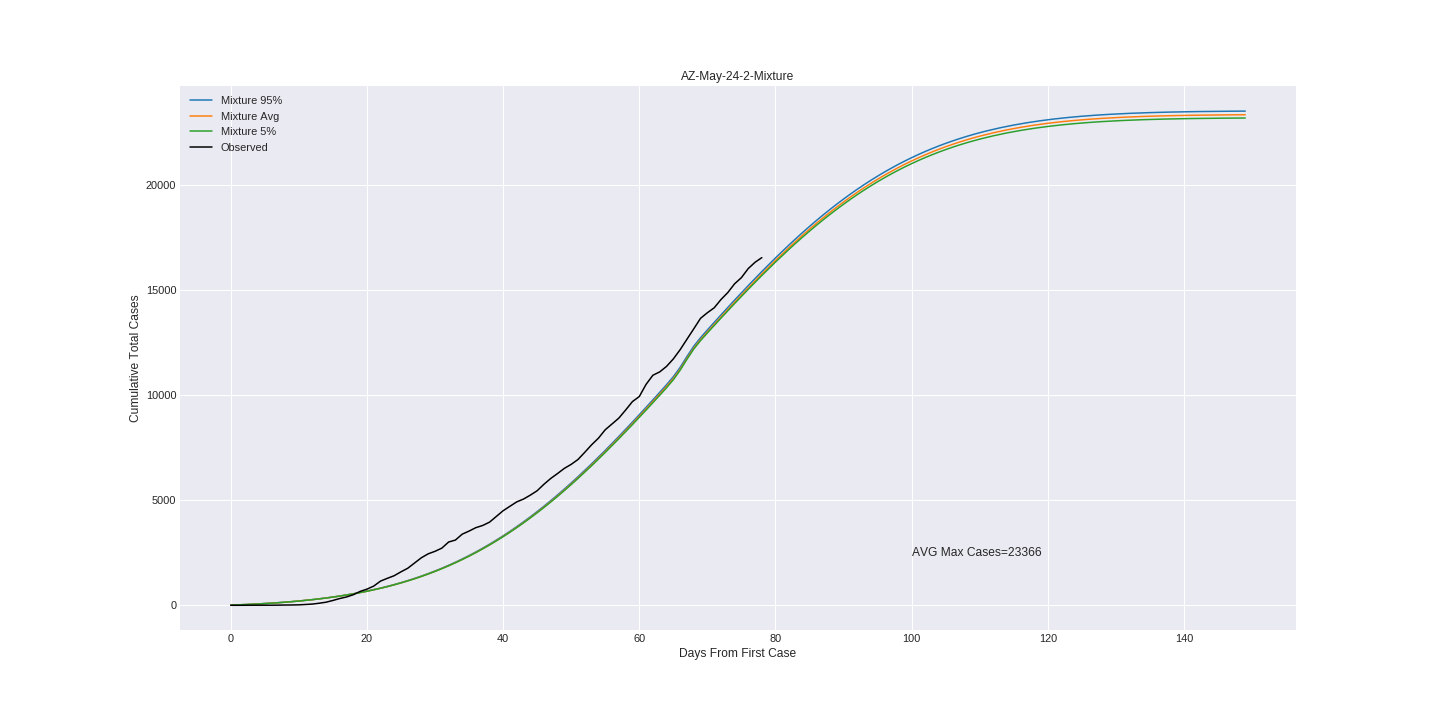 AZ-May-24-2-Mixture
Mixture 95%
Mixture Avg
Mixture 5%
Observed
20000
15000
10000
5000
0
Cumulative Total Cases
AVG Max Cases=23366
0 20 40 60 80 100 120 140
Days From First Case